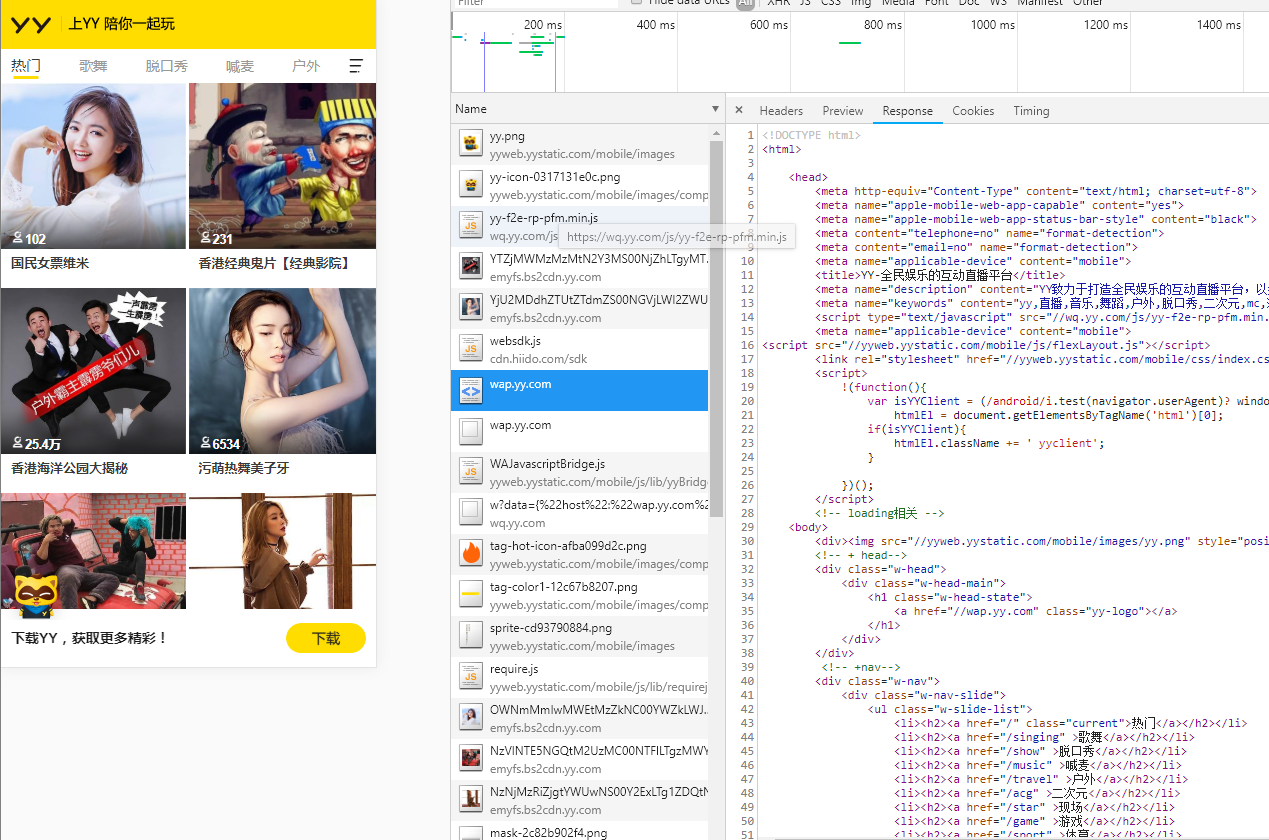 YY 上YY 陪你一起玩
热门 歌舞 脱口秀 喊麦 户外
102
231
国民女票维米
香港经典鬼片【经典影院】
一声霹雳
一生霹雳！
户外霸主霹雳爷们儿
25.4万
6534
香港海洋公园大揭秘
污萌热舞美子牙
下载YY，获取更多精彩！
下载
Filter Hide data URLs All XHR JS CSS Img Media Font Doc WS Manifest Other
200 ms 400 ms 600 ms 800 ms 1000 ms 1200 ms 1400 ms
Name
yy.png
yyweb.yystatic.com/mobile/images
yy-icon-0317131e0c.png
yyweb.yystatic.com/mobile/images/comp
yy-f2e-rp-pfm.min.js
wq.yy.com/js
https://wq.yy.com/js/yy-f2e-rp-pfm.min.js
YTZjMWMzMzMtN2Y3MS00NjZhLTgyMT.
emyfs.bs2cdn.yy.com
YjU2MDdhZTUtZTdmZS00NGVjLWI2ZWU
emyfs.bs2cdn.yy.com
websdk.js
cdn.hiido.com/sdk
wap.yy.com
wap.yy.com
WAJavascriptBridge.js
yyweb.yystatic.com/mobile/js/lib/yyBridge
w?data={%22host%22:%22wap.yy.com%2
wq.yy.com
tag-hot-icon-afba099d2c.png
yyweb.yystatic.com/mobile/images/comp
tag-color1-12c67b8207.png
yyweb.yystatic.com/mobile/images/comp
sprite-cd93790884.png
yyweb.yystatic.com/mobile/images
require.js
yyweb.yystatic.com/mobile/js/lib/requirej
OWNmMmIwMWEtMzZkNC00YWZkLWJ.
emyfs.bs2cdn.yy.com
NzVlNTE5NGQtM2UzMC00NTFlLTgzMWY
emyfs.bs2cdn.yy.com
NzNjMzRiZjgtYWUwNS00Y2ExLTg1ZDQtN
emyfs.bs2cdn.yy.com
mask-2c82b902f4.png
× Headers Preview Response Cookies Timing
1 <!DOCTYPE html>
2 <html>
3
4 <head>
5 <meta http-equiv="Content-Type" content="text/html; charset=utf-8">
6 <meta name="apple-mobile-web-app-capable" content="yes">
7 <meta name="apple-mobile-web-app-status-bar-style" content="black">
8 <meta content="telephone=no" name="format-detection">
9 <meta content="email=no" name="format-detection">
10 <meta name="applicable-device" content="mobile">
11 <title>YY-全民娱乐的互动直播平台</title>
12 <meta name="description" content="YY致力于打造全民娱乐的互动直播平台，以
13 <meta name="keywords" content="yy,直播,音乐,舞蹈,户外,脱口秀,二次元,mc,
14 <script type="text/javascript" src="//wq.yy.com/js/yy-f2e-rp-pfm.min.
15 <meta name="applicable-device" content="mobile">
16 <script src="//yyweb.yystatic.com/mobile/js/flexLayout.js"></script>
17 <link rel="stylesheet" href="//yyweb.yystatic.com/mobile/css/index.cs
18 <script>
19 !(function(){
20 var isYYClient = (/android/i.test(navigator.userAgent)? windo
21 htmlEl = document.getElementsByTagName('html')[0];
22 if(isYYClient){
23 htmlEl.className += ' yyclient';
24 }
25
26 })();
27 </script>
28 <!-- loading相关 -->
29 <body>
30 <div><img src="//yyweb.yystatic.com/mobile/images/yy.png" style="posi
31 <!-- + head-->
32 <div class="w-head">
33 <div class="w-head-main">
34 <h1 class="w-head-state">
35 <a href="//wap.yy.com" class="yy-logo"></a>
36 </h1>
37 </div>
38 </div>
39 <!-- +nav-->
40 <div class="w-nav">
41 <div class="w-nav-slide">
42 <ul class="w-slide-list">
43 <li><h2><a href="/" class="current">热门</a></h2></li>
44 <li><h2><a href="/singing" >歌舞</a></h2></li>
45 <li><h2><a href="/show" >脱口秀</a></h2></li>
46 <li><h2><a href="/music" >喊麦</a></h2></li>
47 <li><h2><a href="/travel" >户外</a></h2></li>
48 <li><h2><a href="/acg" >二次元</a></h2></li>
49 <li><h2><a href="/star" >现场</a></h2></li>
50 <li><h2><a href="/game" >游戏</a></h2></li>
51 <li><h2><a href="/sport" >体育</a></h2></li>